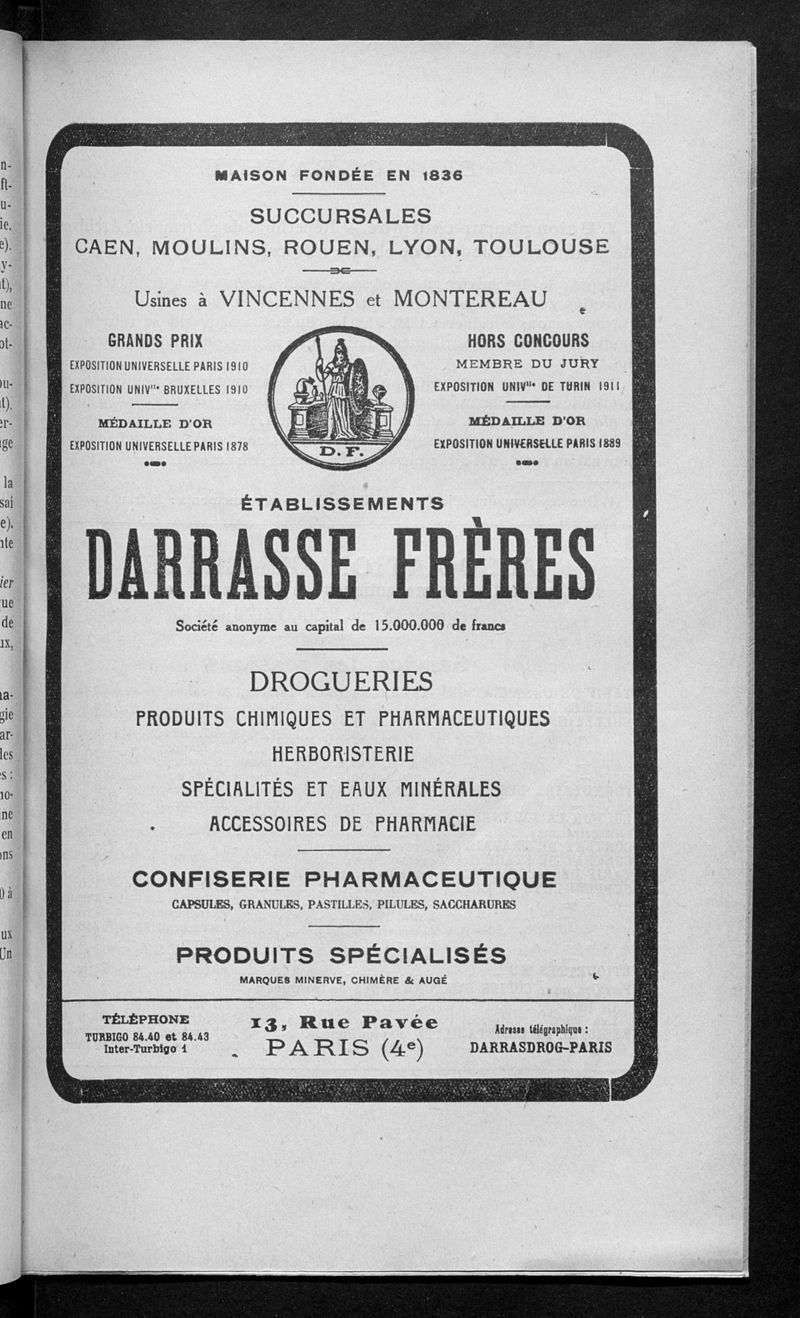 MAISON FONDÉE EN 1836
SUCCURSALES
CAEN, MOULINS, ROUEN, LYON, TOULOUSE
Usines à VINCENNES et MONTEREAU
GRANDS PRIX
EXPOSITION UNIVERSELLE PARIS 1910
EXPOSITION UNIVᴵᴵᵉ BRUXELLES 1910
MÉDAILLE D'OR
EXPOSITION UNIVERSELLE PARIS 1878
D. F.
HORS CONCOURS
MEMBRE DU JURY
EXPOSITION UNIVᴵᴵᵉ DE TURIN 1911
MÉDAILLE D'OR
EXPOSITION UNIVERSELLE PARIS 1889
ÉTABLISSEMENTS
DARRASSE FRÈRES
Société anonyme au capital de 15.000.000 de francs
DROGUERIES
PRODUITS CHIMIQUES ET PHARMACEUTIQUES
HERBORISTERIE
SPÉCIALITÉS ET EAUX MINÉRALES
ACCESSOIRES DE PHARMACIE
CONFISERIE PHARMACEUTIQUE
CAPSULES, GRANULES, PASTILLES, PILULES, SACCHARURES
PRODUITS SPÉCIALISÉS
MARQUES MINERVE, CHIMÈRE & AUGÉ
TÉLÉPHONE
TURBIGO 84.40 et 84.43
Inter-Turbigo 1
13, Rue Pavée
PARIS (4ᵉ)
Adresse télégraphique :
DARRASDROG-PARIS